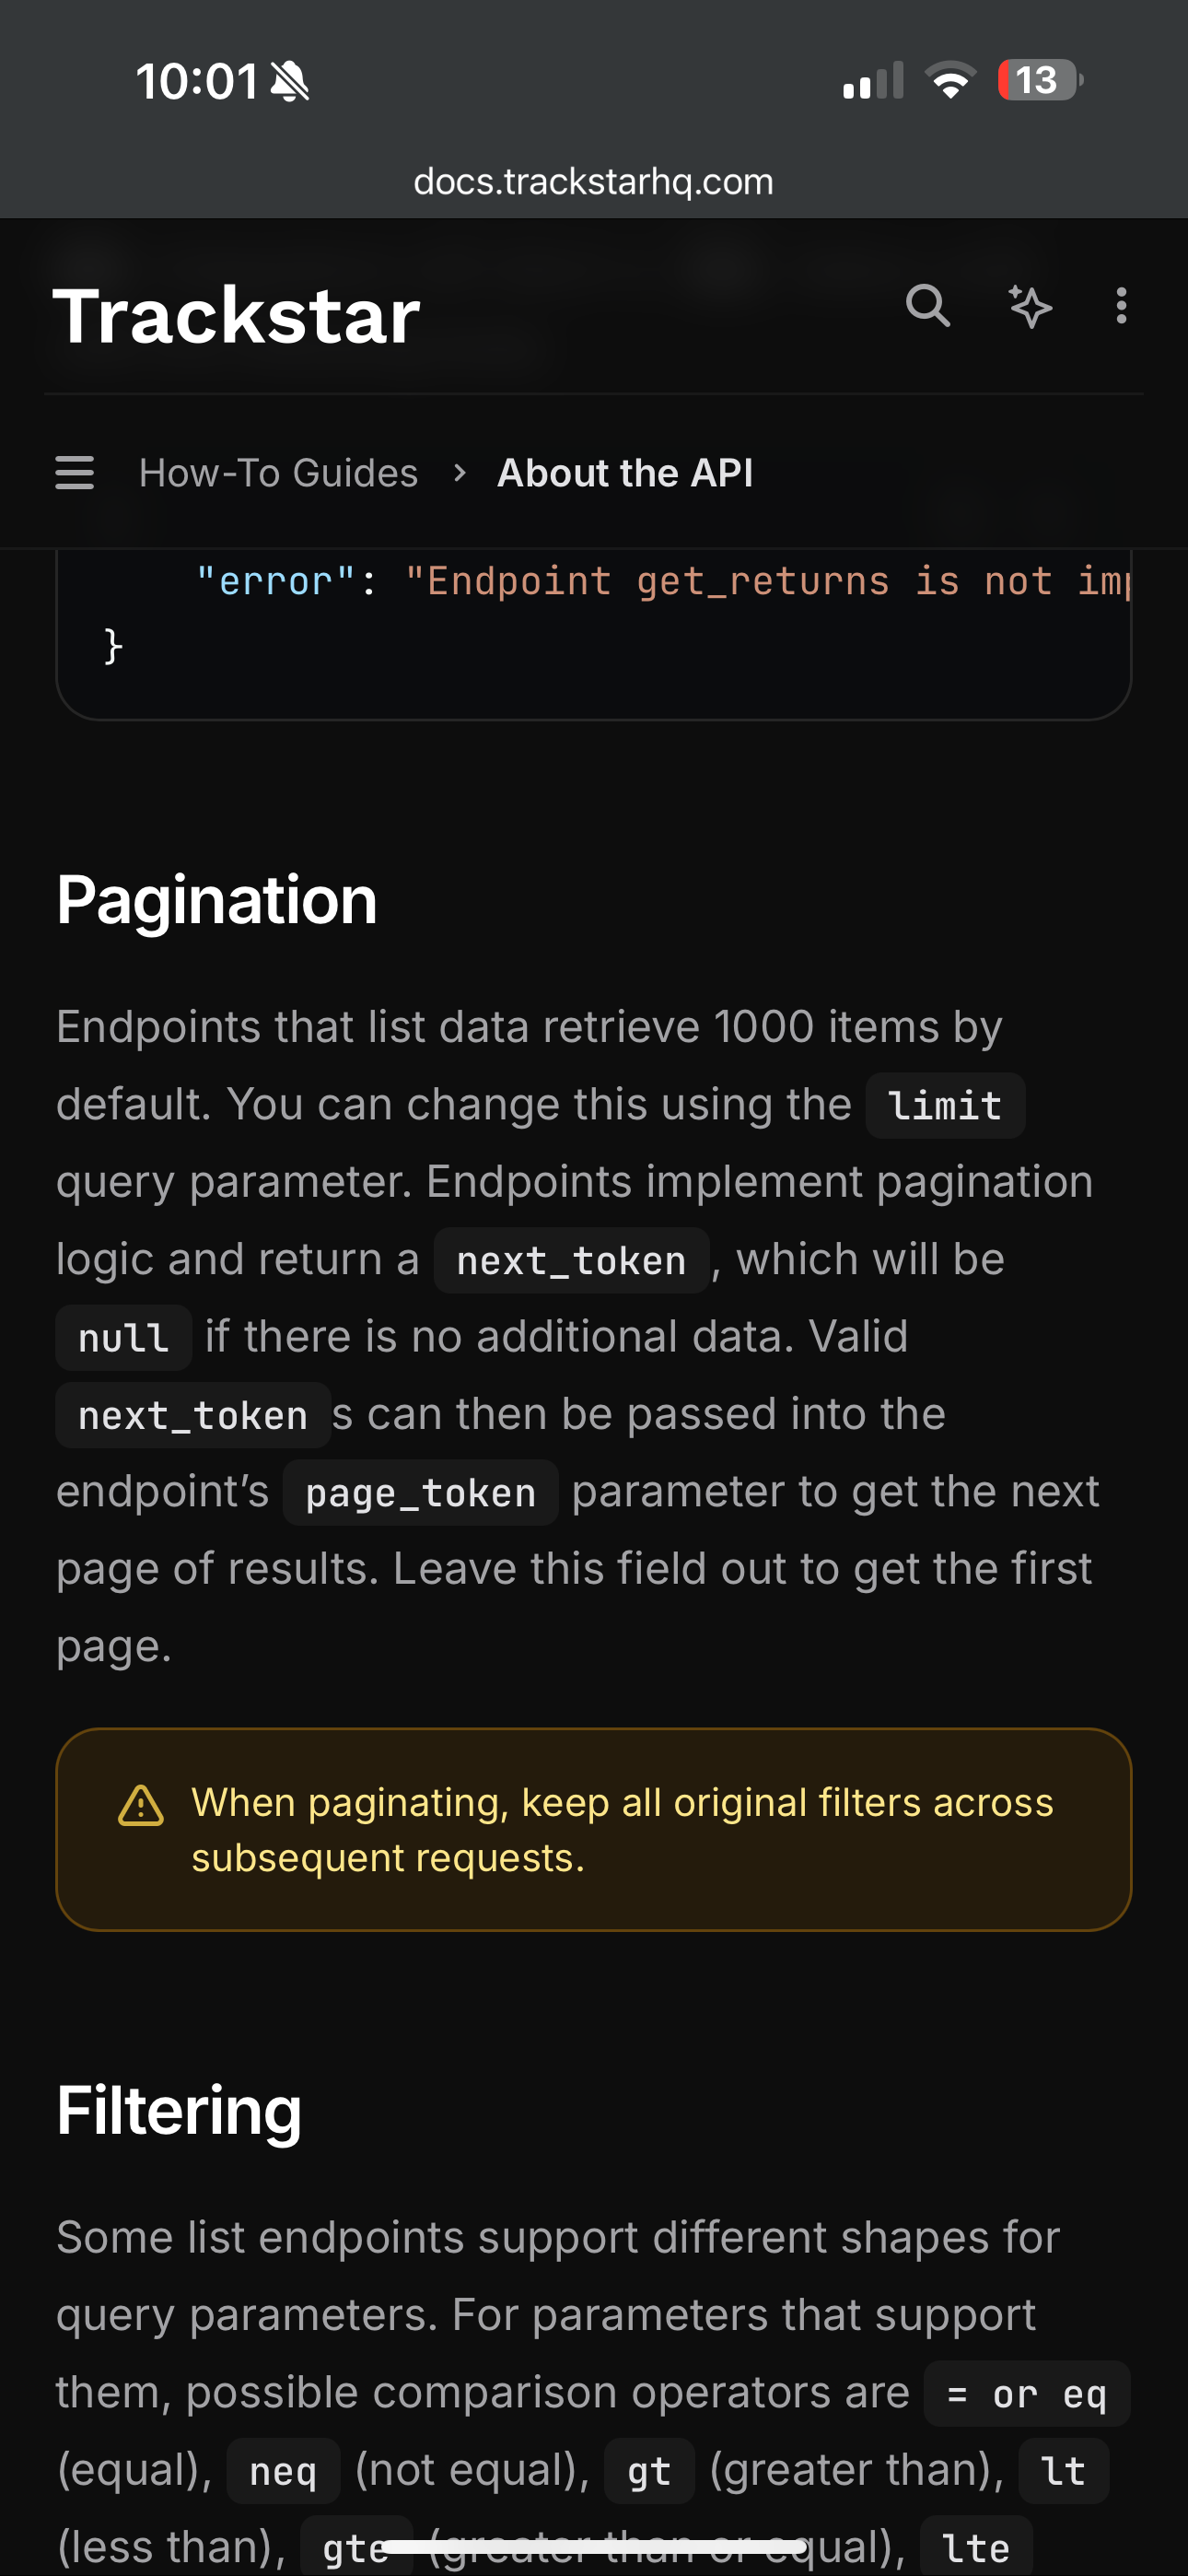 10:01
13
docs.trackstarhq.com
Trackstar
How-To Guides > About the API
"error": "Endpoint get_returns is not imp
}
Pagination
Endpoints that list data retrieve 1000 items by
default. You can change this using the limit
query parameter. Endpoints implement pagination
logic and return a next_token, which will be
null if there is no additional data. Valid
next_tokens can then be passed into the
endpoint’s page_token parameter to get the next
page of results. Leave this field out to get the first
page.
When paginating, keep all original filters across
subsequent requests.
Filtering
Some list endpoints support different shapes for
query parameters. For parameters that support
them, possible comparison operators are = or eq
(equal), neq (not equal), gt (greater than), lt
(less than), gte (greater than or equal), lte